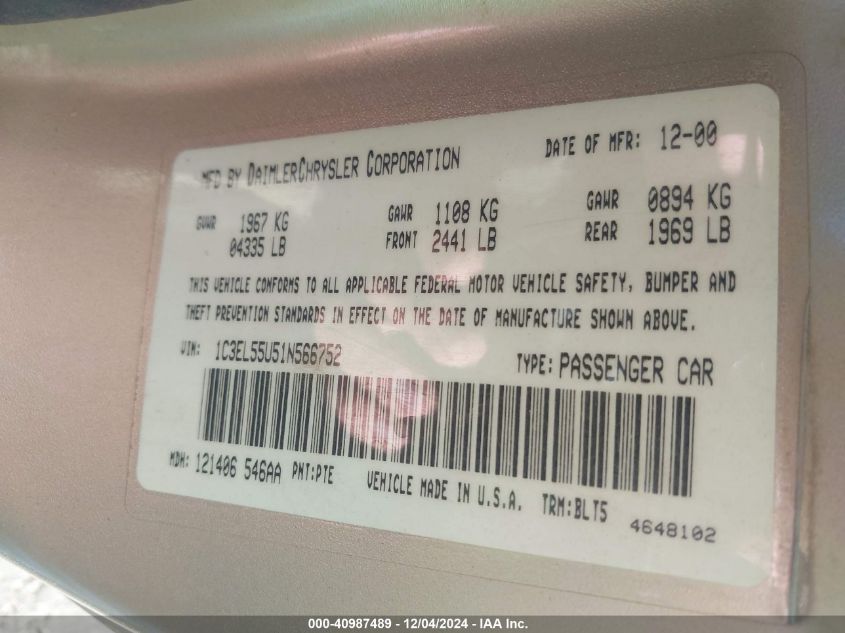 MFD BY DAIMLERCHRYSLER CORPORATION DATE OF MFR: 12-00
GVWR 1967 KG GAWR 1108 KG GAWR 0894 KG
04335 LB FRONT 2441 LB REAR 1969 LB
THIS VEHICLE CONFORMS TO ALL APPLICABLE FEDERAL MOTOR VEHICLE SAFETY, BUMPER AND
THEFT PREVENTION STANDARDS IN EFFECT ON THE DATE OF MANUFACTURE SHOWN ABOVE.
VIN: 1C3EL55U51N566752 TYPE: PASSENGER CAR
MDH: 121406 546AA PNT:PTE VEHICLE MADE IN U.S.A. TRM:BLT5
4648102
000-40987489 - 12/04/2024 - IAA Inc.